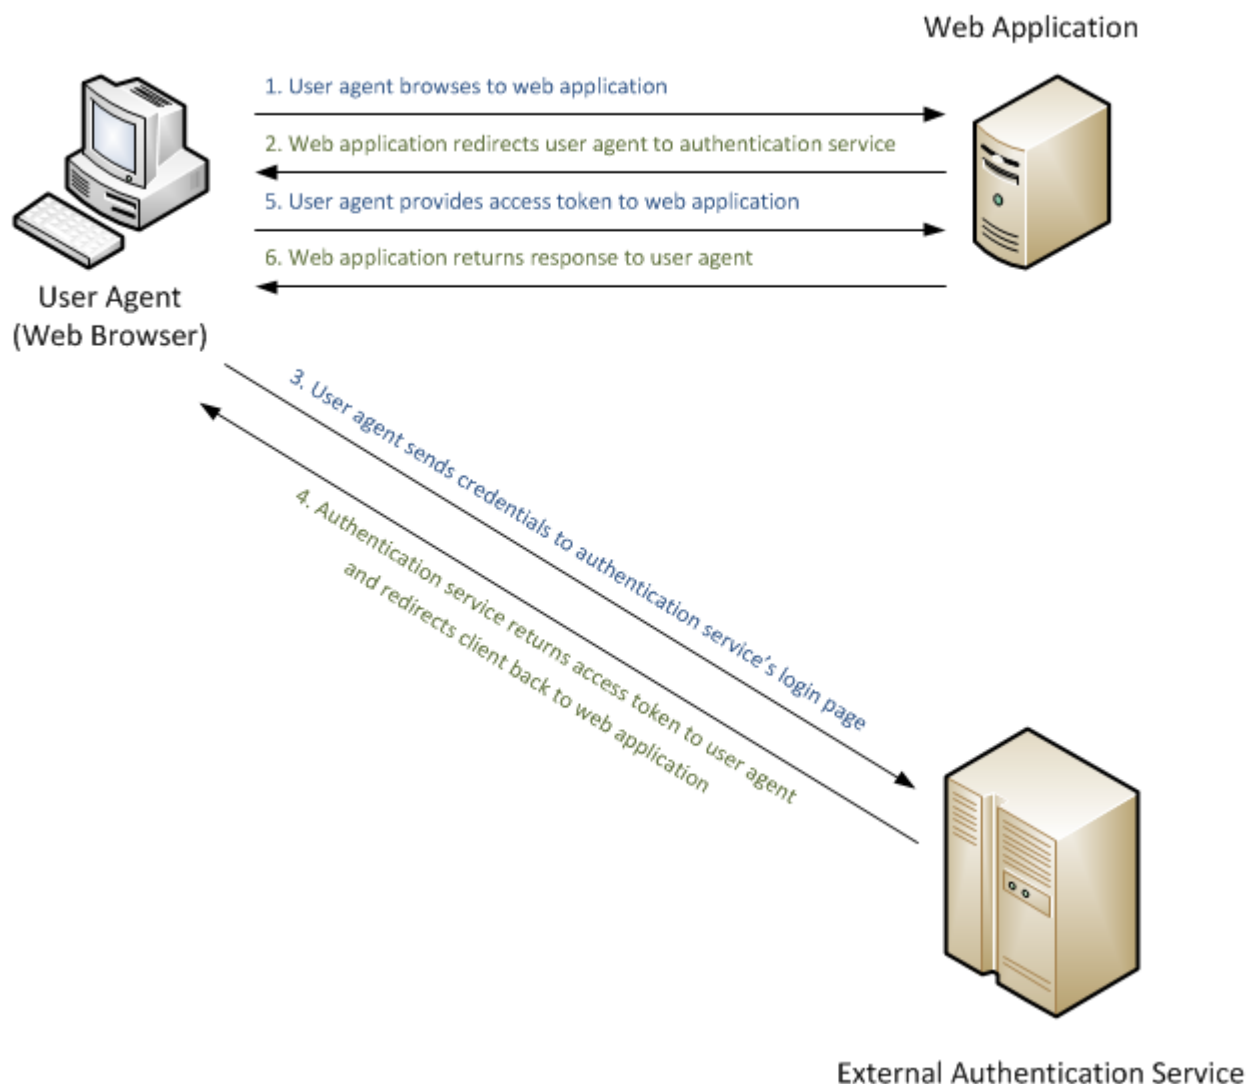 Web Application
1. User agent browses to web application
2. Web application redirects user agent to authentication service
5. User agent provides access token to web application
6. Web application returns response to user agent
User Agent
(Web Browser)
3. User agent sends credentials to authentication service's login page
4. Authentication service returns access token to user agent
and redirects client back to web application
External Authentication Service